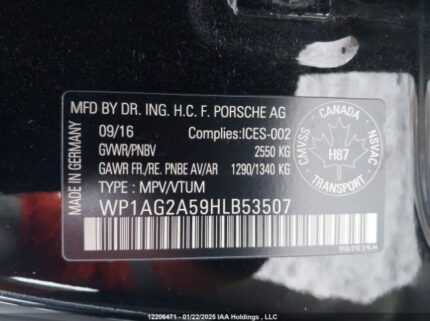 MFD BY DR. ING. H.C. F. PORSCHE AG
09/16 Complies:ICES-002
GVWR/PNBV 2550 KG
GAWR FR./RE. PNBE AV/AR 1290/1340 KG
TYPE : MPV/VTUM
WP1AG2A59HLB53507
MADE IN GERMANY
CANADA
CMVSS
NSVAC
H87
TRANSPORT
12206471 - 01/22/2025 IAA Holdings , LLC